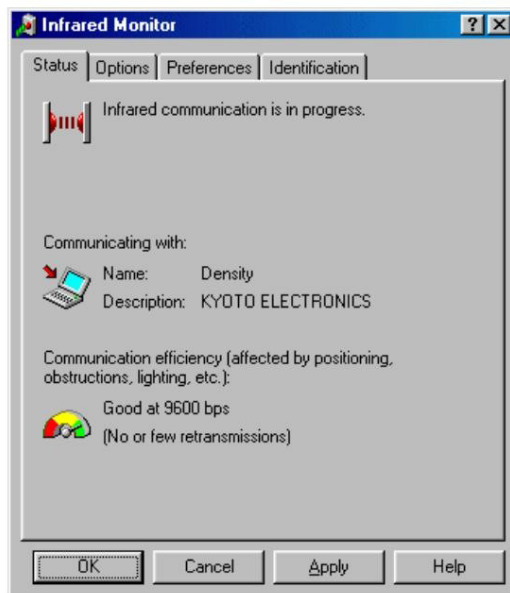 Infrared Monitor
Status Options Preferences Identification
Infrared communication is in progress.
Communicating with:
Name: Density
Description: KYOTO ELECTRONICS
Communication efficiency (affected by positioning,
obstructions, lighting, etc.):
Good at 9600 bps
(No or few retransmissions)
OK Cancel Apply Help